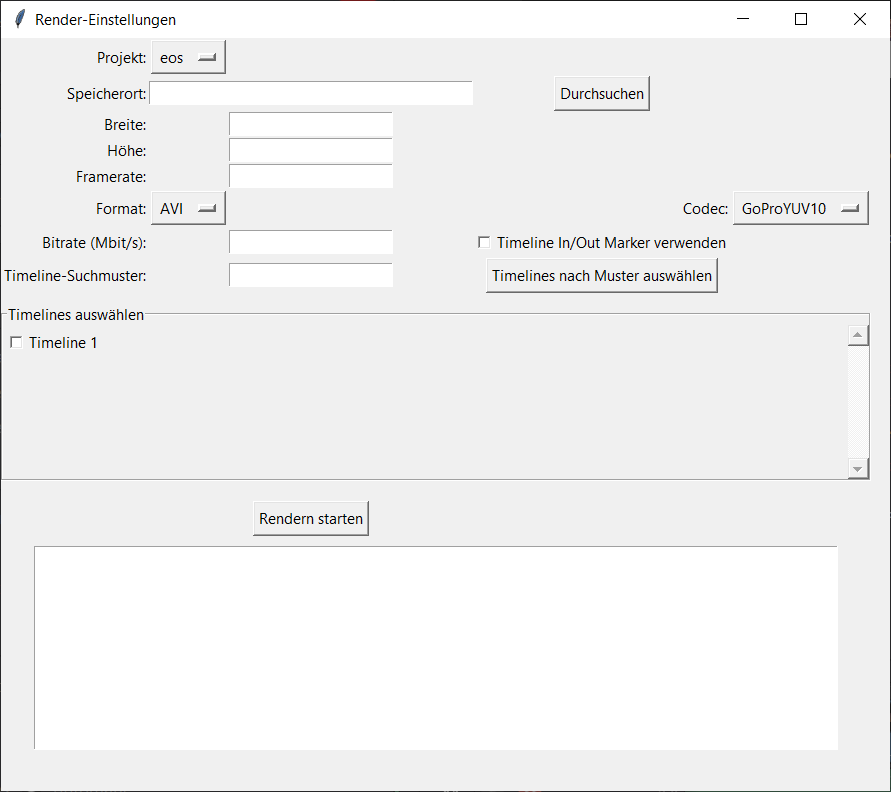 Render-Einstellungen
Projekt: eos
Speicherort: Durchsuchen
Breite:
Höhe:
Framerate:
Format: AVI Codec: GoProYUV10
Bitrate (Mbit/s): Timeline In/Out Marker verwenden
Timeline-Suchmuster: Timelines nach Muster auswählen
Timelines auswählen
Timeline 1
Rendern starten